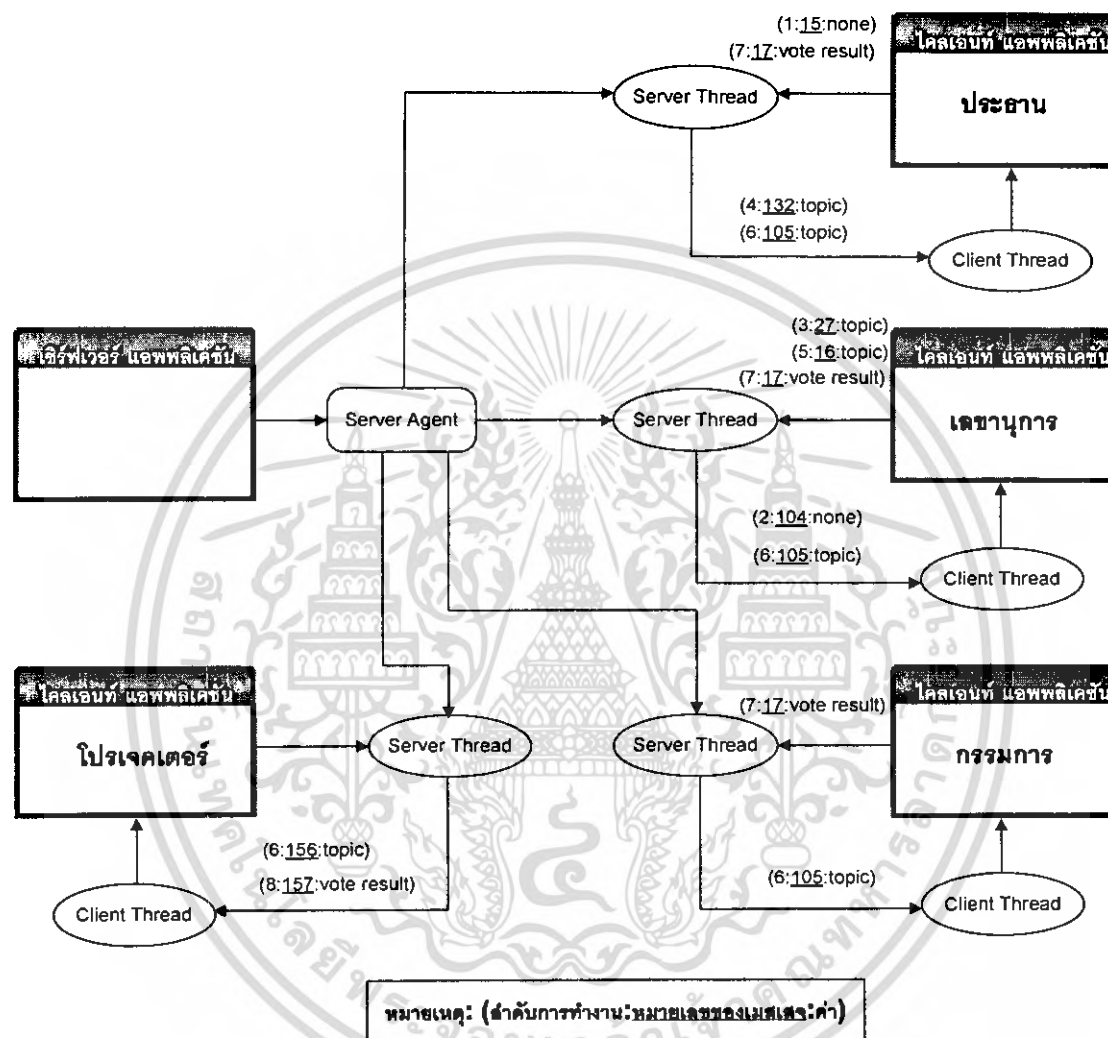 (1:15:none)
(7:17:vote result)
ไคลเอนท์ แอพพลิเคชัน
Server Thread
ประธาน
(4:132:topic)
(6:105:topic)
Client Thread
เซิร์ฟเวอร์ แอพพลิเคชัน
(3:27:topic)
(5:16:topic)
(7:17:vote result)
ไคลเอนท์ แอพพลิเคชัน
Server Agent
Server Thread
เลขานุการ
(2:104:none)
(6:105:topic)
Client Thread
ไคลเอนท์ แอพพลิเคชัน
(7:17:vote result)
ไคลเอนท์ แอพพลิเคชัน
โปรเจคเตอร์
Server Thread
Server Thread
กรรมการ
(6:156:topic)
(8:157:vote result)
(6:105:topic)
Client Thread
Client Thread
หมายเหตุ: (ลำดับการทำงาน:หมายเลขของเมสเสจ:ค่า)